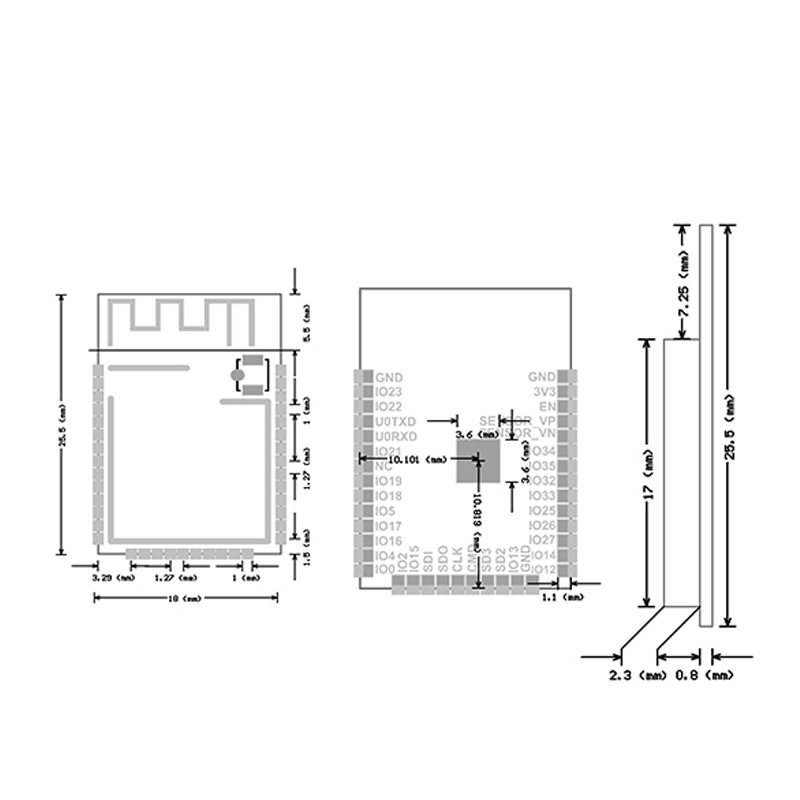 5.5 (mm)
25.5 (mm)
1 (mm)
1.27 (mm)
1.5 (mm)
3.29 (mm)
1.27 (mm)
1 (mm)
18 (mm)
GND
IO23
IO22
U0TXD
U0RXD
IO21
NC
IO19
IO18
IO5
IO17
IO16
IO4
IO0
IO2
IO15
SDI
SDO
CLK
CMD
SD3
SD2
IO13
GND
GND
3V3
EN
SENSOR_VP
SENSOR_VN
IO34
IO35
IO32
IO33
IO25
IO26
IO27
IO14
IO12
3.6 (mm)
3.6 (mm)
10.101 (mm)
10.819 (mm)
1.1 (mm)
7.25 (mm)
25.5 (mm)
17 (mm)
2.3 (mm)
0.8 (mm)